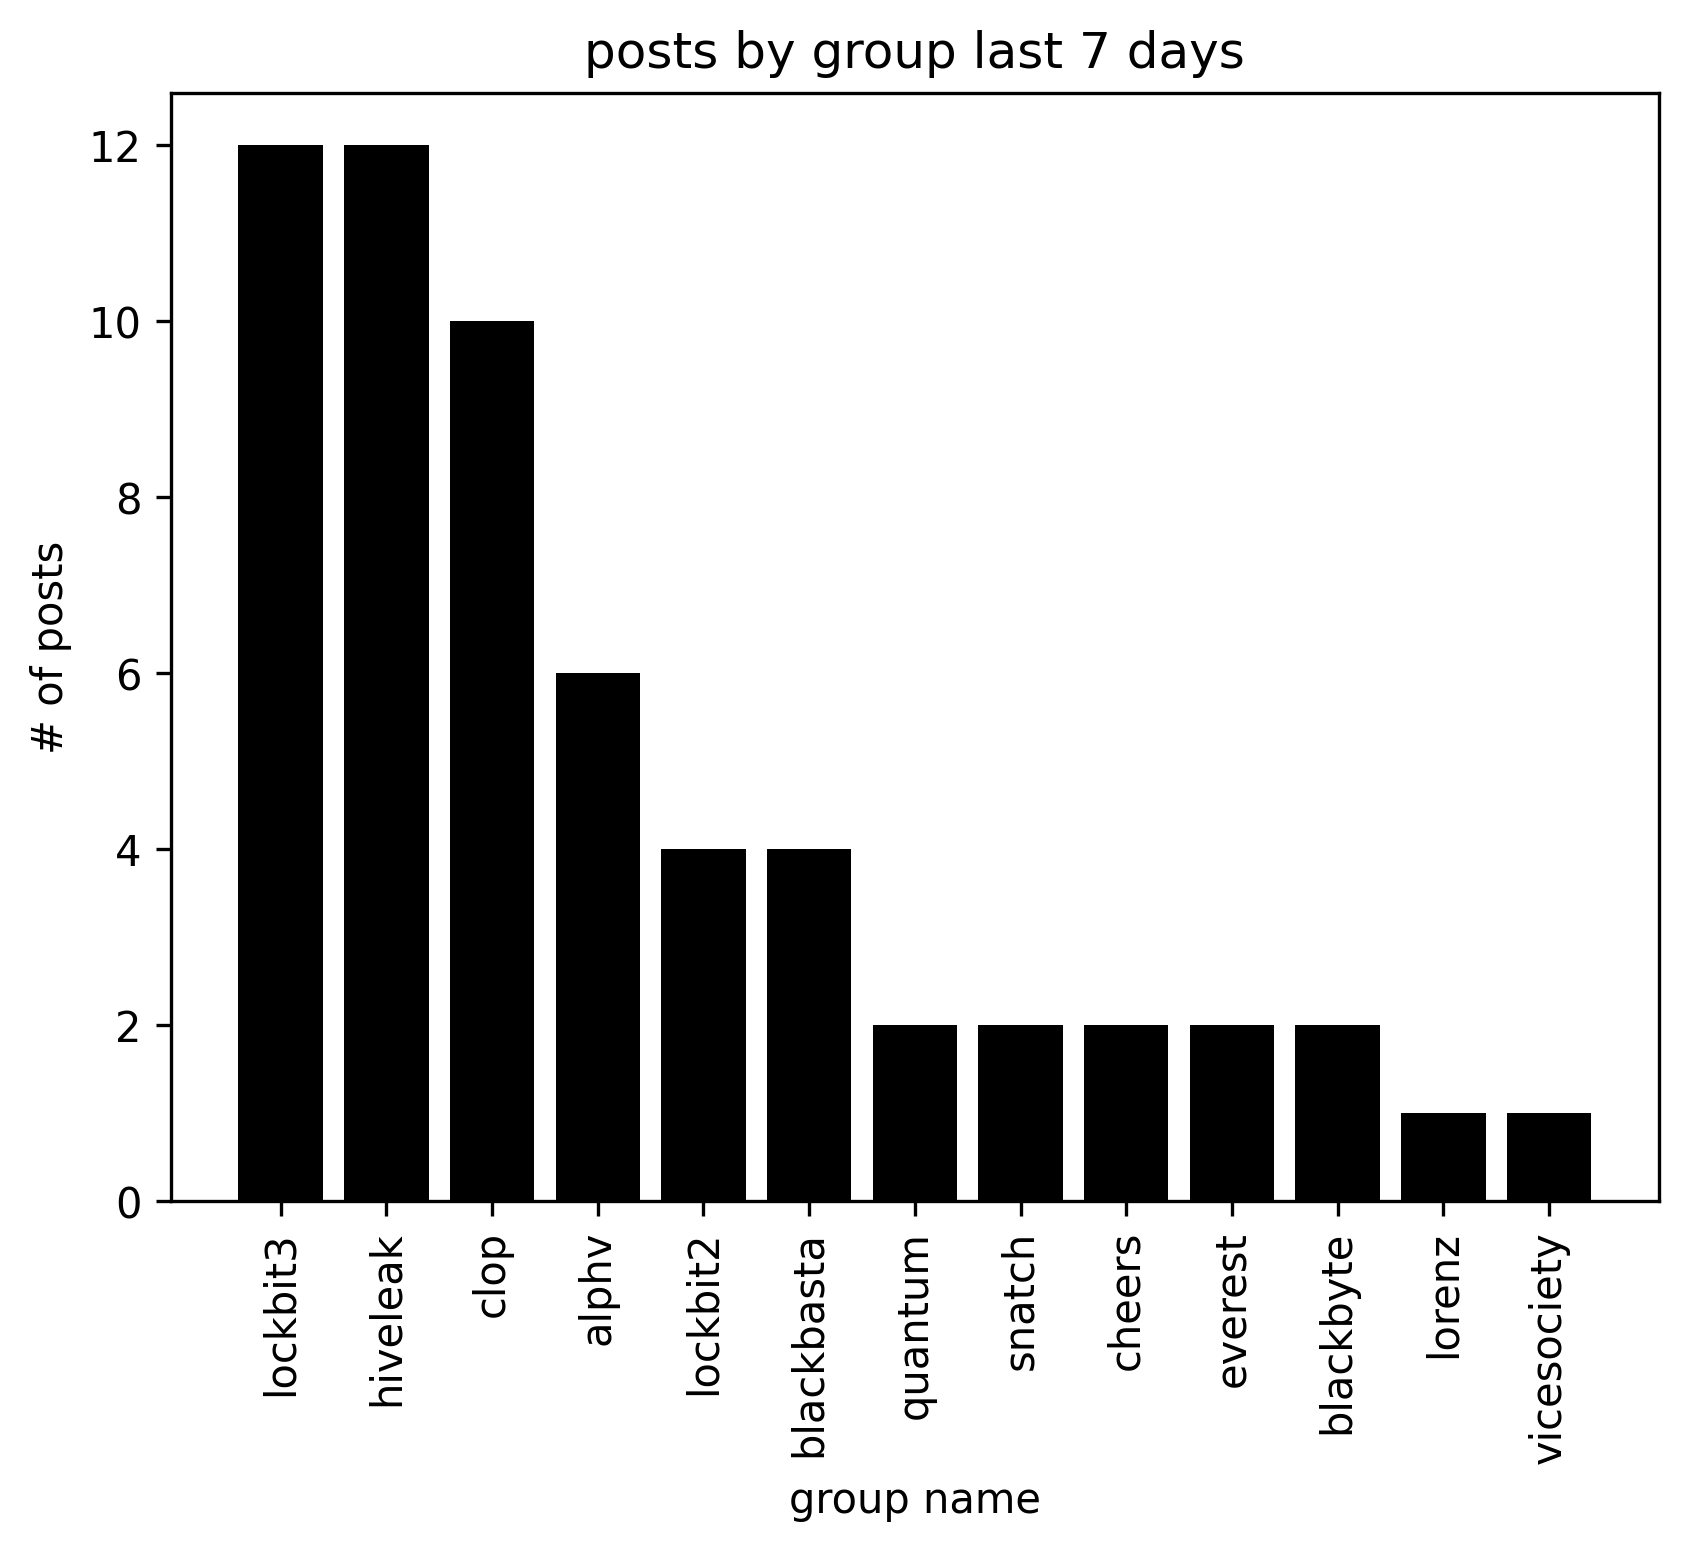 posts by group last 7 days
12
10
8
6
4
2
0
# of posts
lockbit3
hiveleak
clop
alphv
lockbit2
blackbasta
quantum
snatch
cheers
everest
blackbyte
lorenz
vicesociety
group name